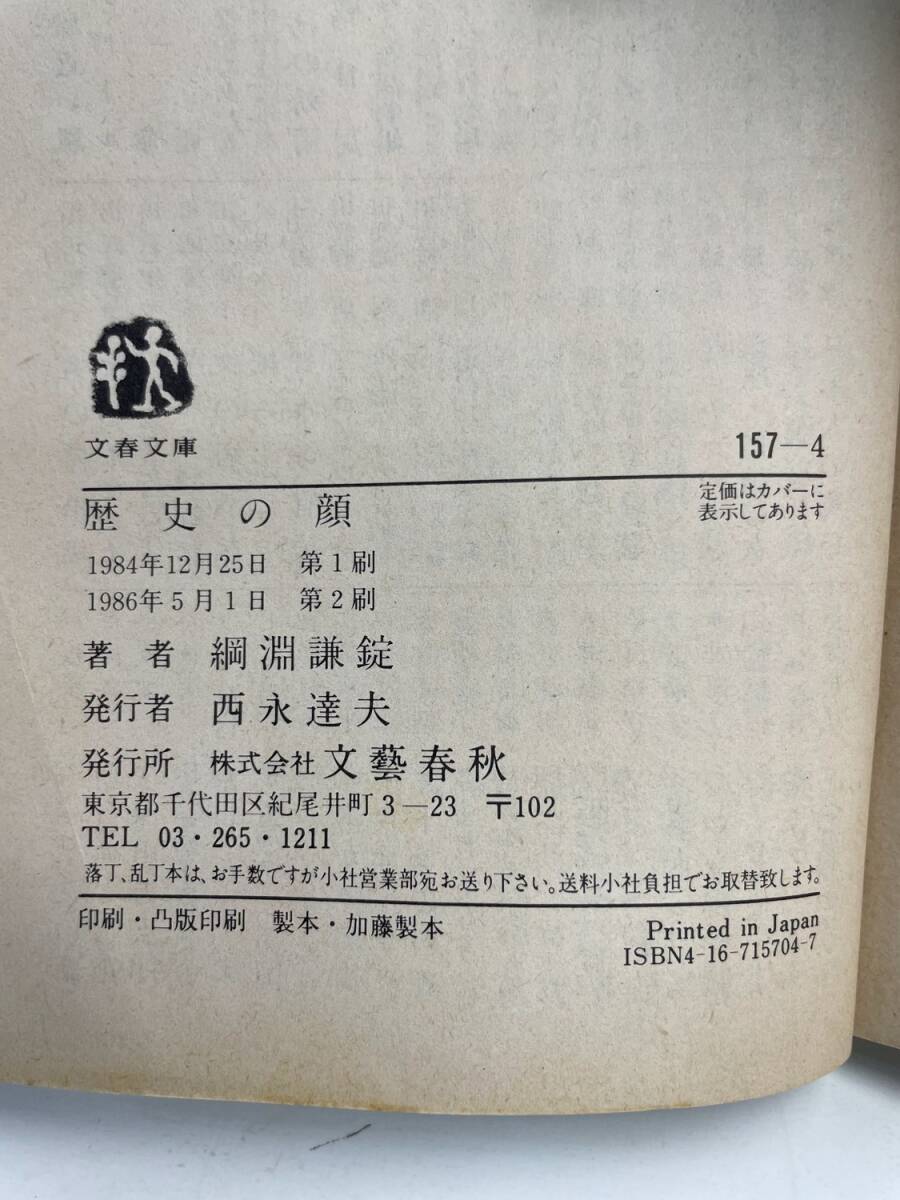 文春文庫
157—4
定価はカバーに
表示してあります
歴史の顔
1984年12月25日 第1刷
1986年5月1日 第2刷
著者 綱淵謙錠
発行者 西永達夫
発行所 株式会社 文藝春秋
東京都千代田区紀尾井町3—23 〒102
TEL 03・265・1211
落丁、乱丁本は、お手数ですが小社営業部宛お送り下さい。送料小社負担でお取替致します。
印刷・凸版印刷 製本・加藤製本
Printed in Japan
ISBN4-16-715704-7